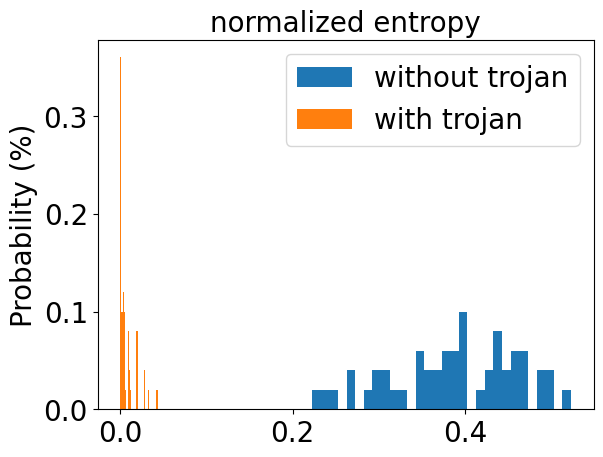 normalized entropy
without trojan
with trojan
Probability (%)
0.3
0.2
0.1
0.0
0.0 0.2 0.4